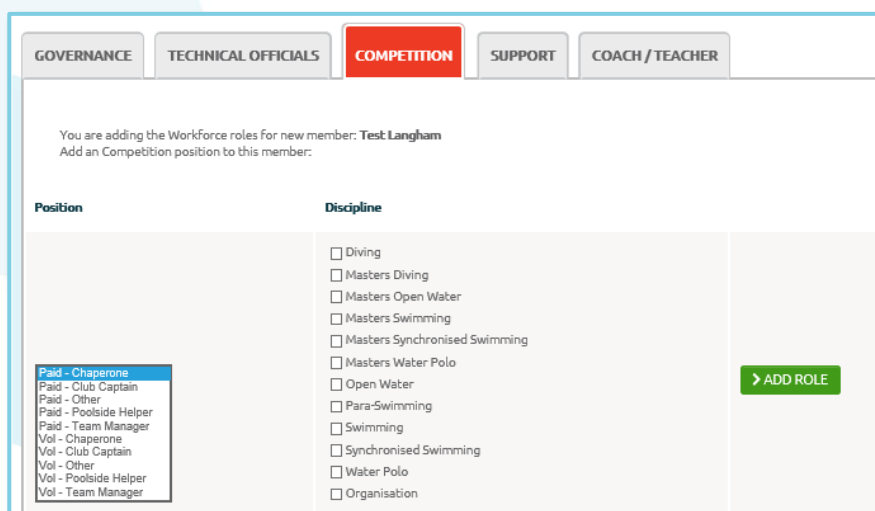 GOVERNANCE
TECHNICAL OFFICIALS
COMPETITION
SUPPORT
COACH / TEACHER
You are adding the Workforce roles for new member: Test Langham
Add an Competition position to this member:
Position
Discipline
Paid - Chaperone
Paid - Club Captain
Paid - Other
Paid - Poolside Helper
Paid - Team Manager
Vol - Chaperone
Vol - Club Captain
Vol - Other
Vol - Poolside Helper
Vol - Team Manager
Diving
Masters Diving
Masters Open Water
Masters Swimming
Masters Synchronised Swimming
Masters Water Polo
Open Water
Para-Swimming
Swimming
Synchronised Swimming
Water Polo
Organisation
> ADD ROLE